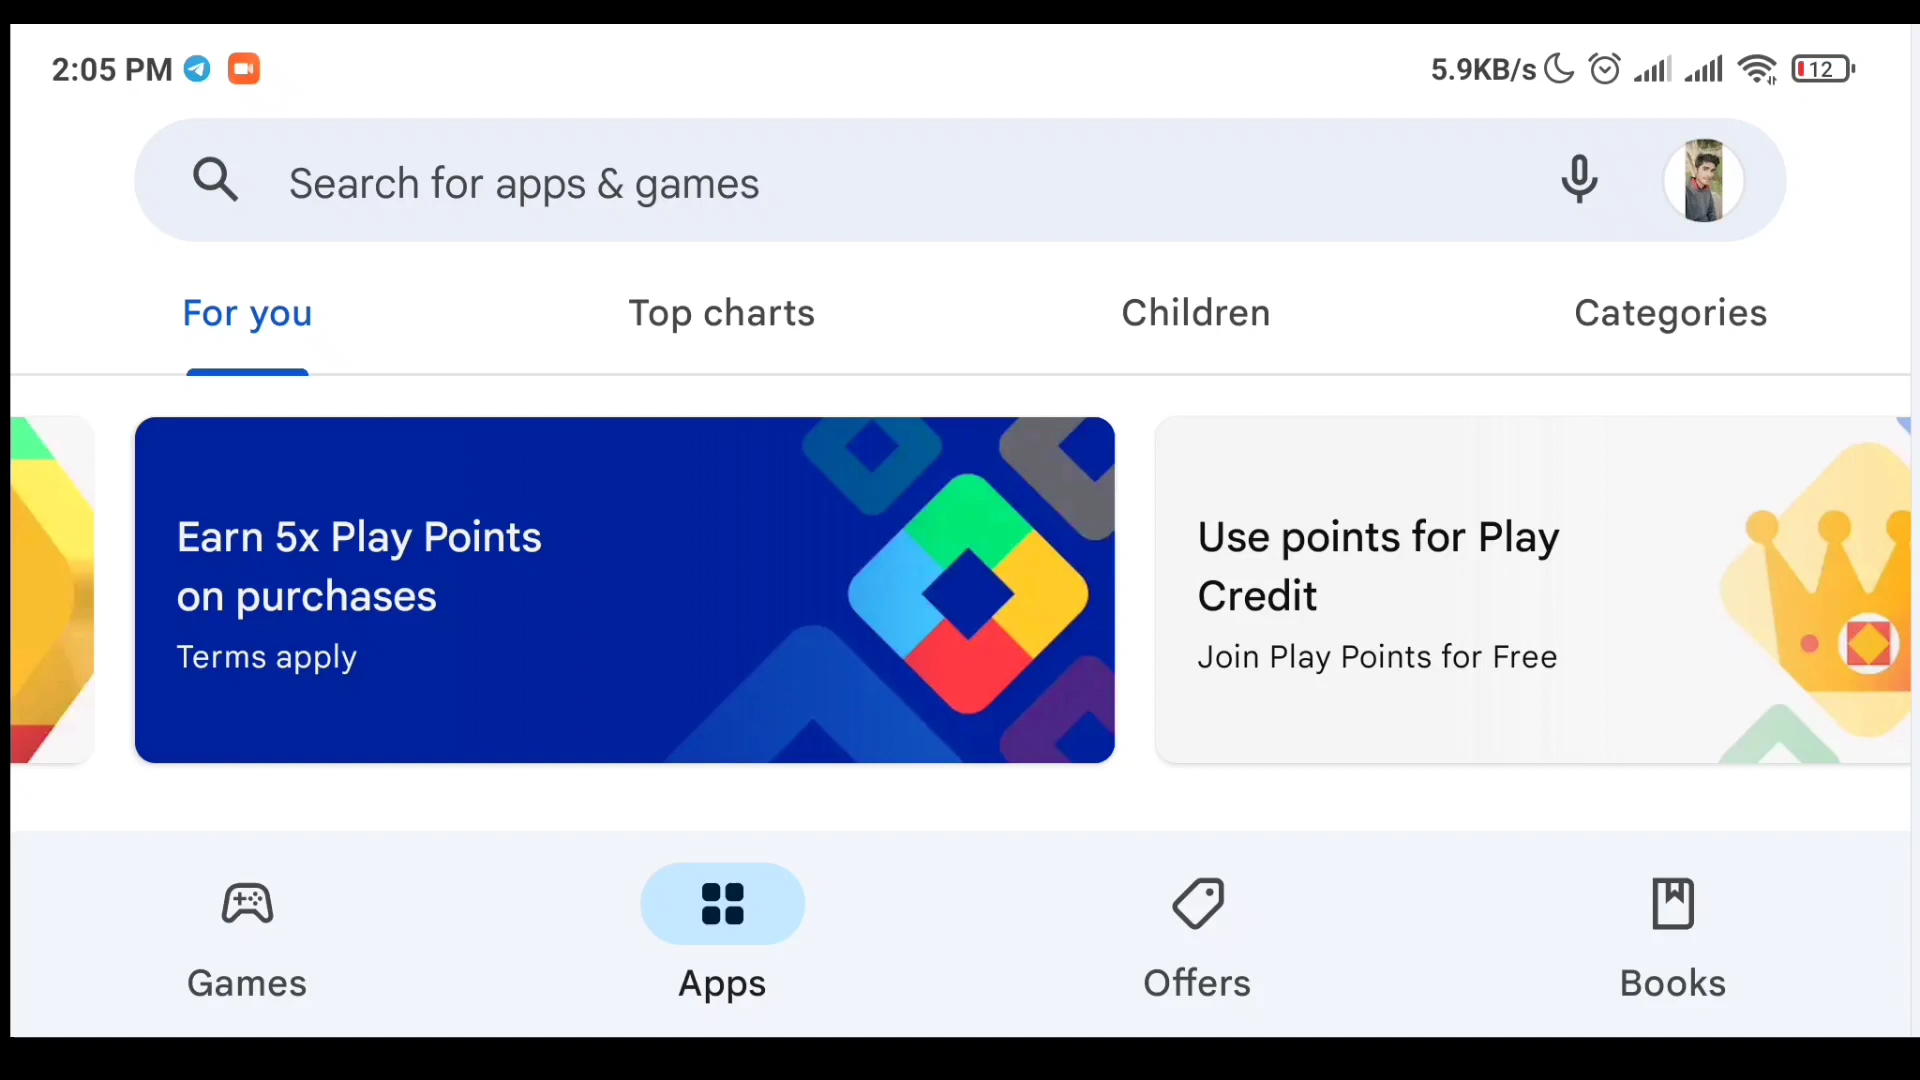 2:05 PM
5.9KB/s
12
Search for apps & games
For you
Top charts
Children
Categories
Earn 5x Play Points
on purchases
Terms apply
Use points for Play
Credit
Join Play Points for Free
Games
Apps
Offers
Books